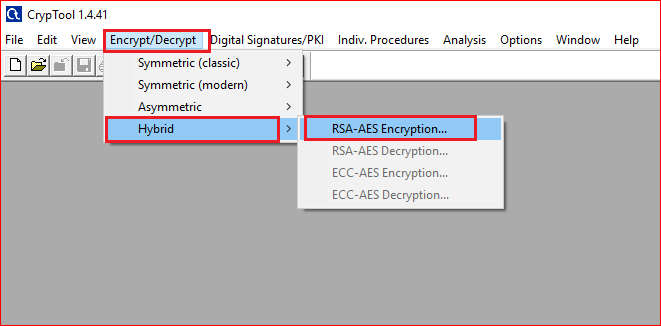 CrypTool 1.4.41
File Edit View Encrypt/Decrypt Digital Signatures/PKI Indiv. Procedures Analysis Options Window Help
Symmetric (classic)
Symmetric (modern)
Asymmetric
Hybrid
RSA-AES Encryption...
RSA-AES Decryption...
ECC-AES Encryption...
ECC-AES Decryption...